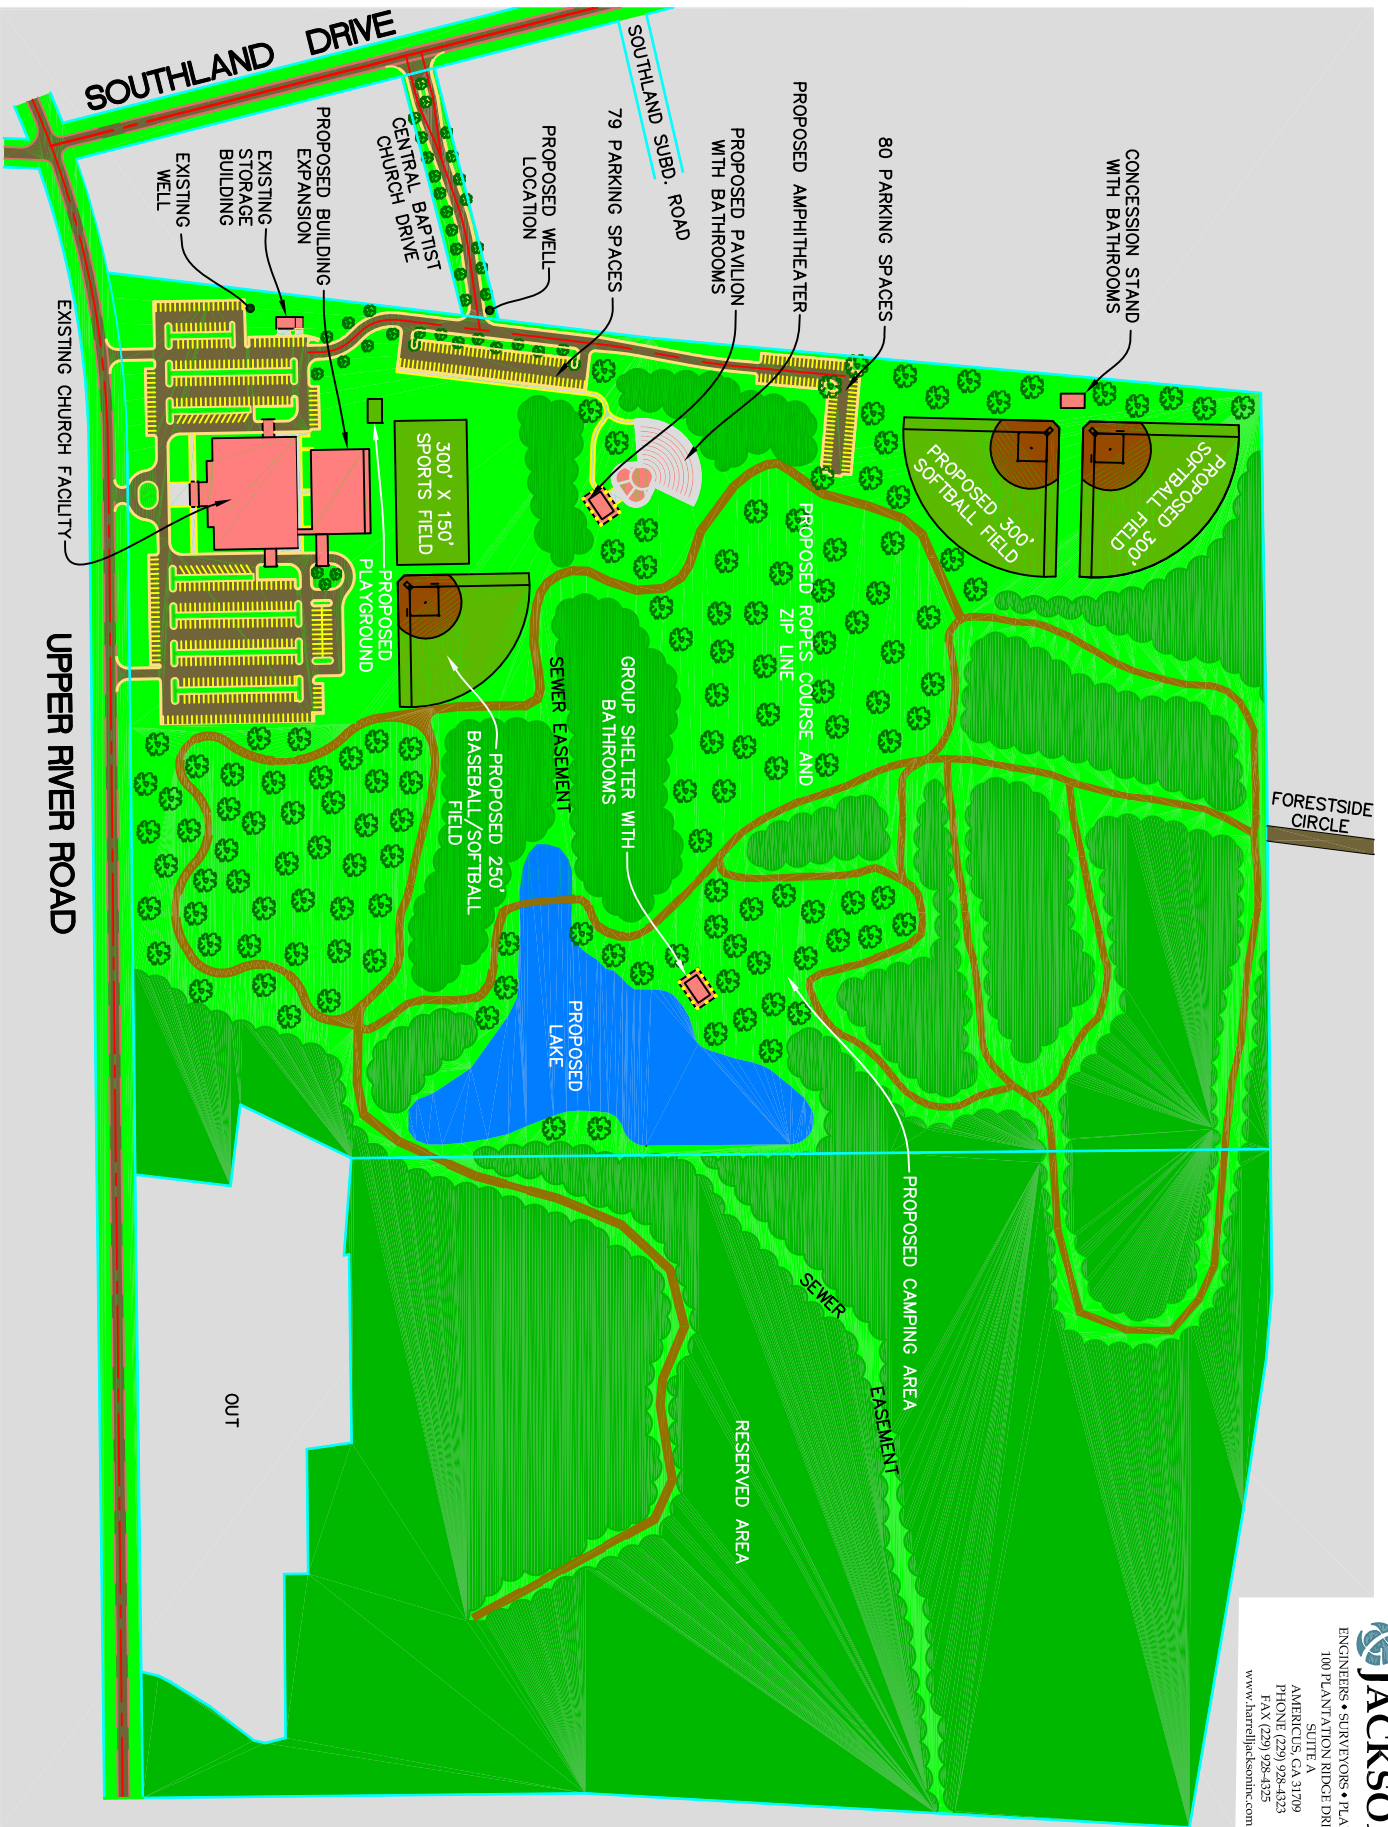 SOUTHLAND DRIVE
SOUTHLAND SUBD. ROAD
CENTRAL BAPTIST
CHURCH DRIVE
CONCESSION STAND
WITH BATHROOMS
80 PARKING SPACES
PROPOSED AMPHITHEATER
PROPOSED PAVILION
WITH BATHROOMS
79 PARKING SPACES
PROPOSED WELL
LOCATION
PROPOSED BUILDING
EXPANSION
EXISTING
STORAGE
BUILDING
EXISTING
WELL
EXISTING CHURCH FACILITY
PROPOSED 300'
SOFTBALL FIELD
PROPOSED 300'
SOFTBALL FIELD
300' X 150'
SPORTS FIELD
PROPOSED
PLAYGROUND
PROPOSED ROPES COURSE AND
ZIP LINE
GROUP SHELTER WITH
BATHROOMS
SEWER EASEMENT
PROPOSED 250'
BASEBALL/SOFTBALL
FIELD
UPPER RIVER ROAD
FORESTSIDE
CIRCLE
PROPOSED
LAKE
PROPOSED CAMPING AREA
SEWER
EASEMENT
RESERVED AREA
OUT
JACKSO
ENGINEERS • SURVEYORS • PLA
100 PLANTATION RIDGE DRI
SUITE A
AMERICUS, GA 31709
PHONE (229) 928-4323
FAX (229) 928-4325
www.harrelljacksoninc.com